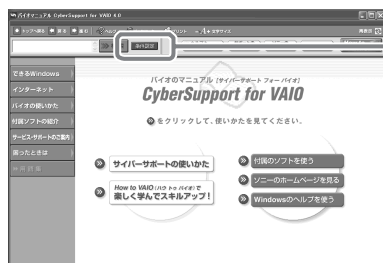 バイオマニュアル CyberSupport for VAIO 4.0
トップへ戻る 戻る 進む
文字サイズ
条件設定
できるWindows
インターネット
バイオの使いかた
付属ソフトの紹介
サービス・サポートのご案内
困ったときは
バイオのマニュアル [サイバーサポート フォー バイオ]
CyberSupport for VAIO
をクリックして、使いかたを見てください。
サイバーサポートの使いかた
How to VAIO(ハウ トゥ バイオ)で
楽しく学んでスキルアップ!
付属のソフトを使う
ソニーのホームページを見る
Windowsのヘルプを使う